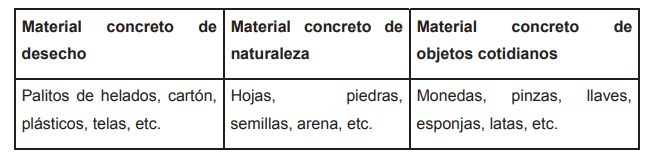 Material concreto de
desecho
Material concreto de
naturaleza
Material concreto de
objetos cotidianos
Palitos de helados, cartón,
plásticos, telas, etc.
Hojas, piedras,
semillas, arena, etc.
Monedas, pinzas, llaves,
esponjas, latas, etc.